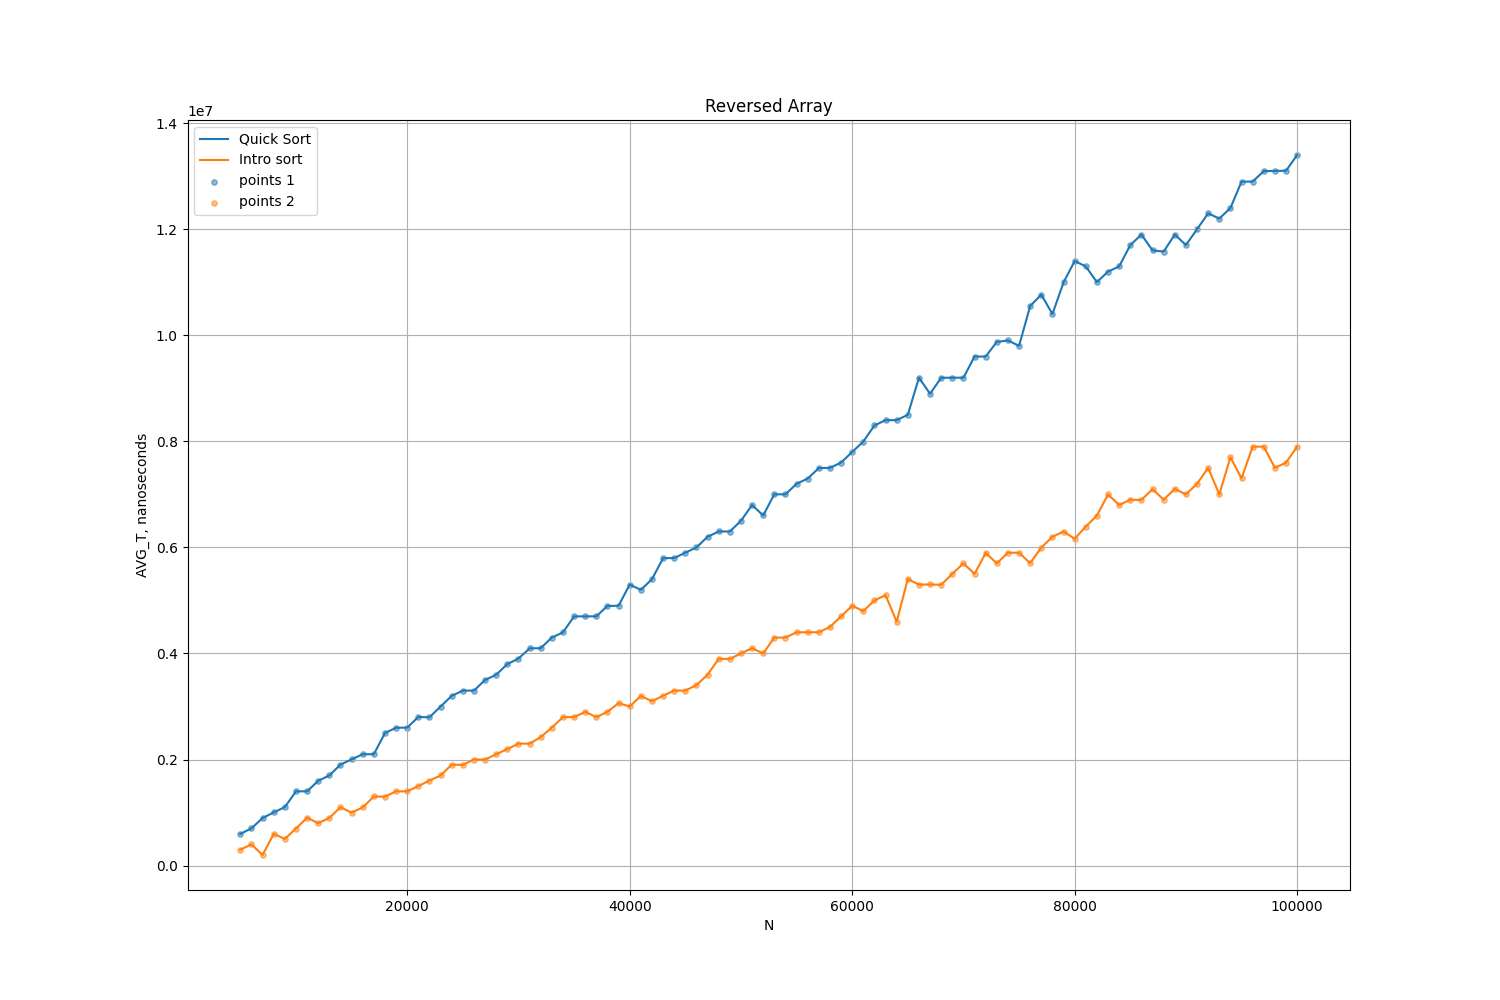 Reversed Array
1e7
1.4
1.2
1.0
0.8
0.6
0.4
0.2
0.0
AVG_T, nanoseconds
Quick Sort
Intro sort
points 1
points 2
20000 40000 60000 80000 100000
N